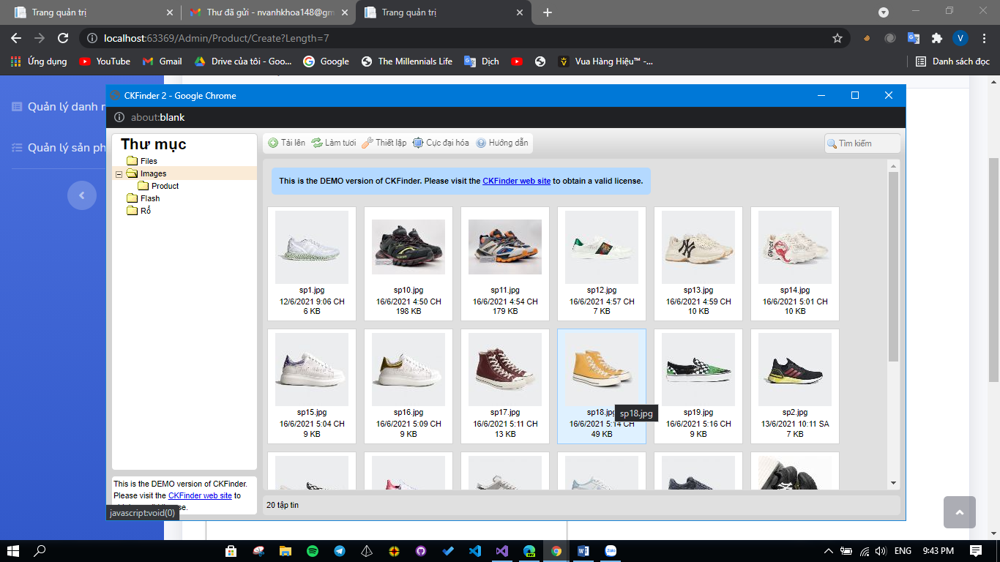 Trang quản trị
Thư đã gửi - nvanhkhoa148@gm
Trang quản trị
localhost:63369/Admin/Product/Create?Length=7
V
Ứng dụng
YouTube
Gmail
Drive của tôi - Goo...
Google
The Millennials Life
Dịch
Vua Hàng Hiệu™ -...
Danh sách đọc
CKFinder 2 - Google Chrome
about:blank
Quản lý danh
Quản lý sản ph
Thư mục
Files
Images
Product
Flash
Rổ
Tải lên
Làm tươi
Thiết lập
Cực đại hóa
Hướng dẫn
Tìm kiếm
This is the DEMO version of CKFinder. Please visit the CKFinder web site to obtain a valid license.
sp1.jpg
12/6/2021 9:06 CH
6 KB
sp10.jpg
16/6/2021 4:50 CH
198 KB
sp11.jpg
16/6/2021 4:54 CH
179 KB
sp12.jpg
16/6/2021 4:57 CH
7 KB
sp13.jpg
16/6/2021 4:59 CH
10 KB
sp14.jpg
16/6/2021 5:01 CH
10 KB
sp15.jpg
16/6/2021 5:04 CH
9 KB
sp16.jpg
16/6/2021 5:09 CH
9 KB
sp17.jpg
16/6/2021 5:11 CH
13 KB
sp18.jpg
16/6/2021 5:14 CH
49 KB
sp18.jpg
sp19.jpg
16/6/2021 5:16 CH
9 KB
sp2.jpg
13/6/2021 10:11 SA
7 KB
This is the DEMO version of CKFinder.
Please visit the CKFinder web site to
se.
javascript:void(0)
20 tập tin
ENG
9:43 PM